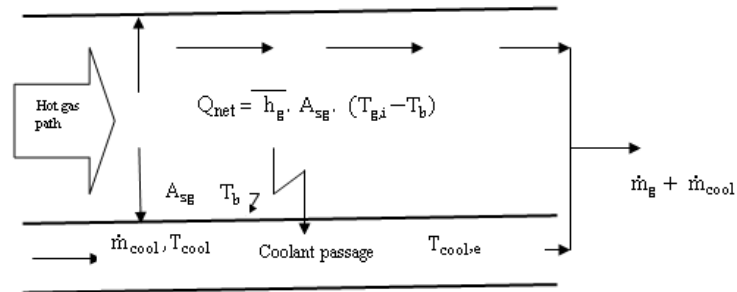 Hot gas
path
Q_net = h̅_g. A_sg. (T_g,i − T_b)
A_sg T_b
ṁ_g + ṁ_cool
ṁ_cool, T_cool
Coolant passage
T_cool,e